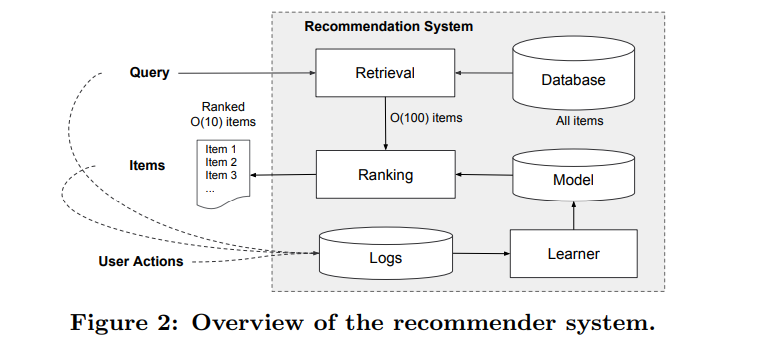 Recommendation System
Query
Retrieval
Database
Ranked
O(10) items
O(100) items
All items
Item 1
Item 2
Item 3
...
Items
Ranking
Model
User Actions
Logs
Learner
Figure 2: Overview of the recommender system.